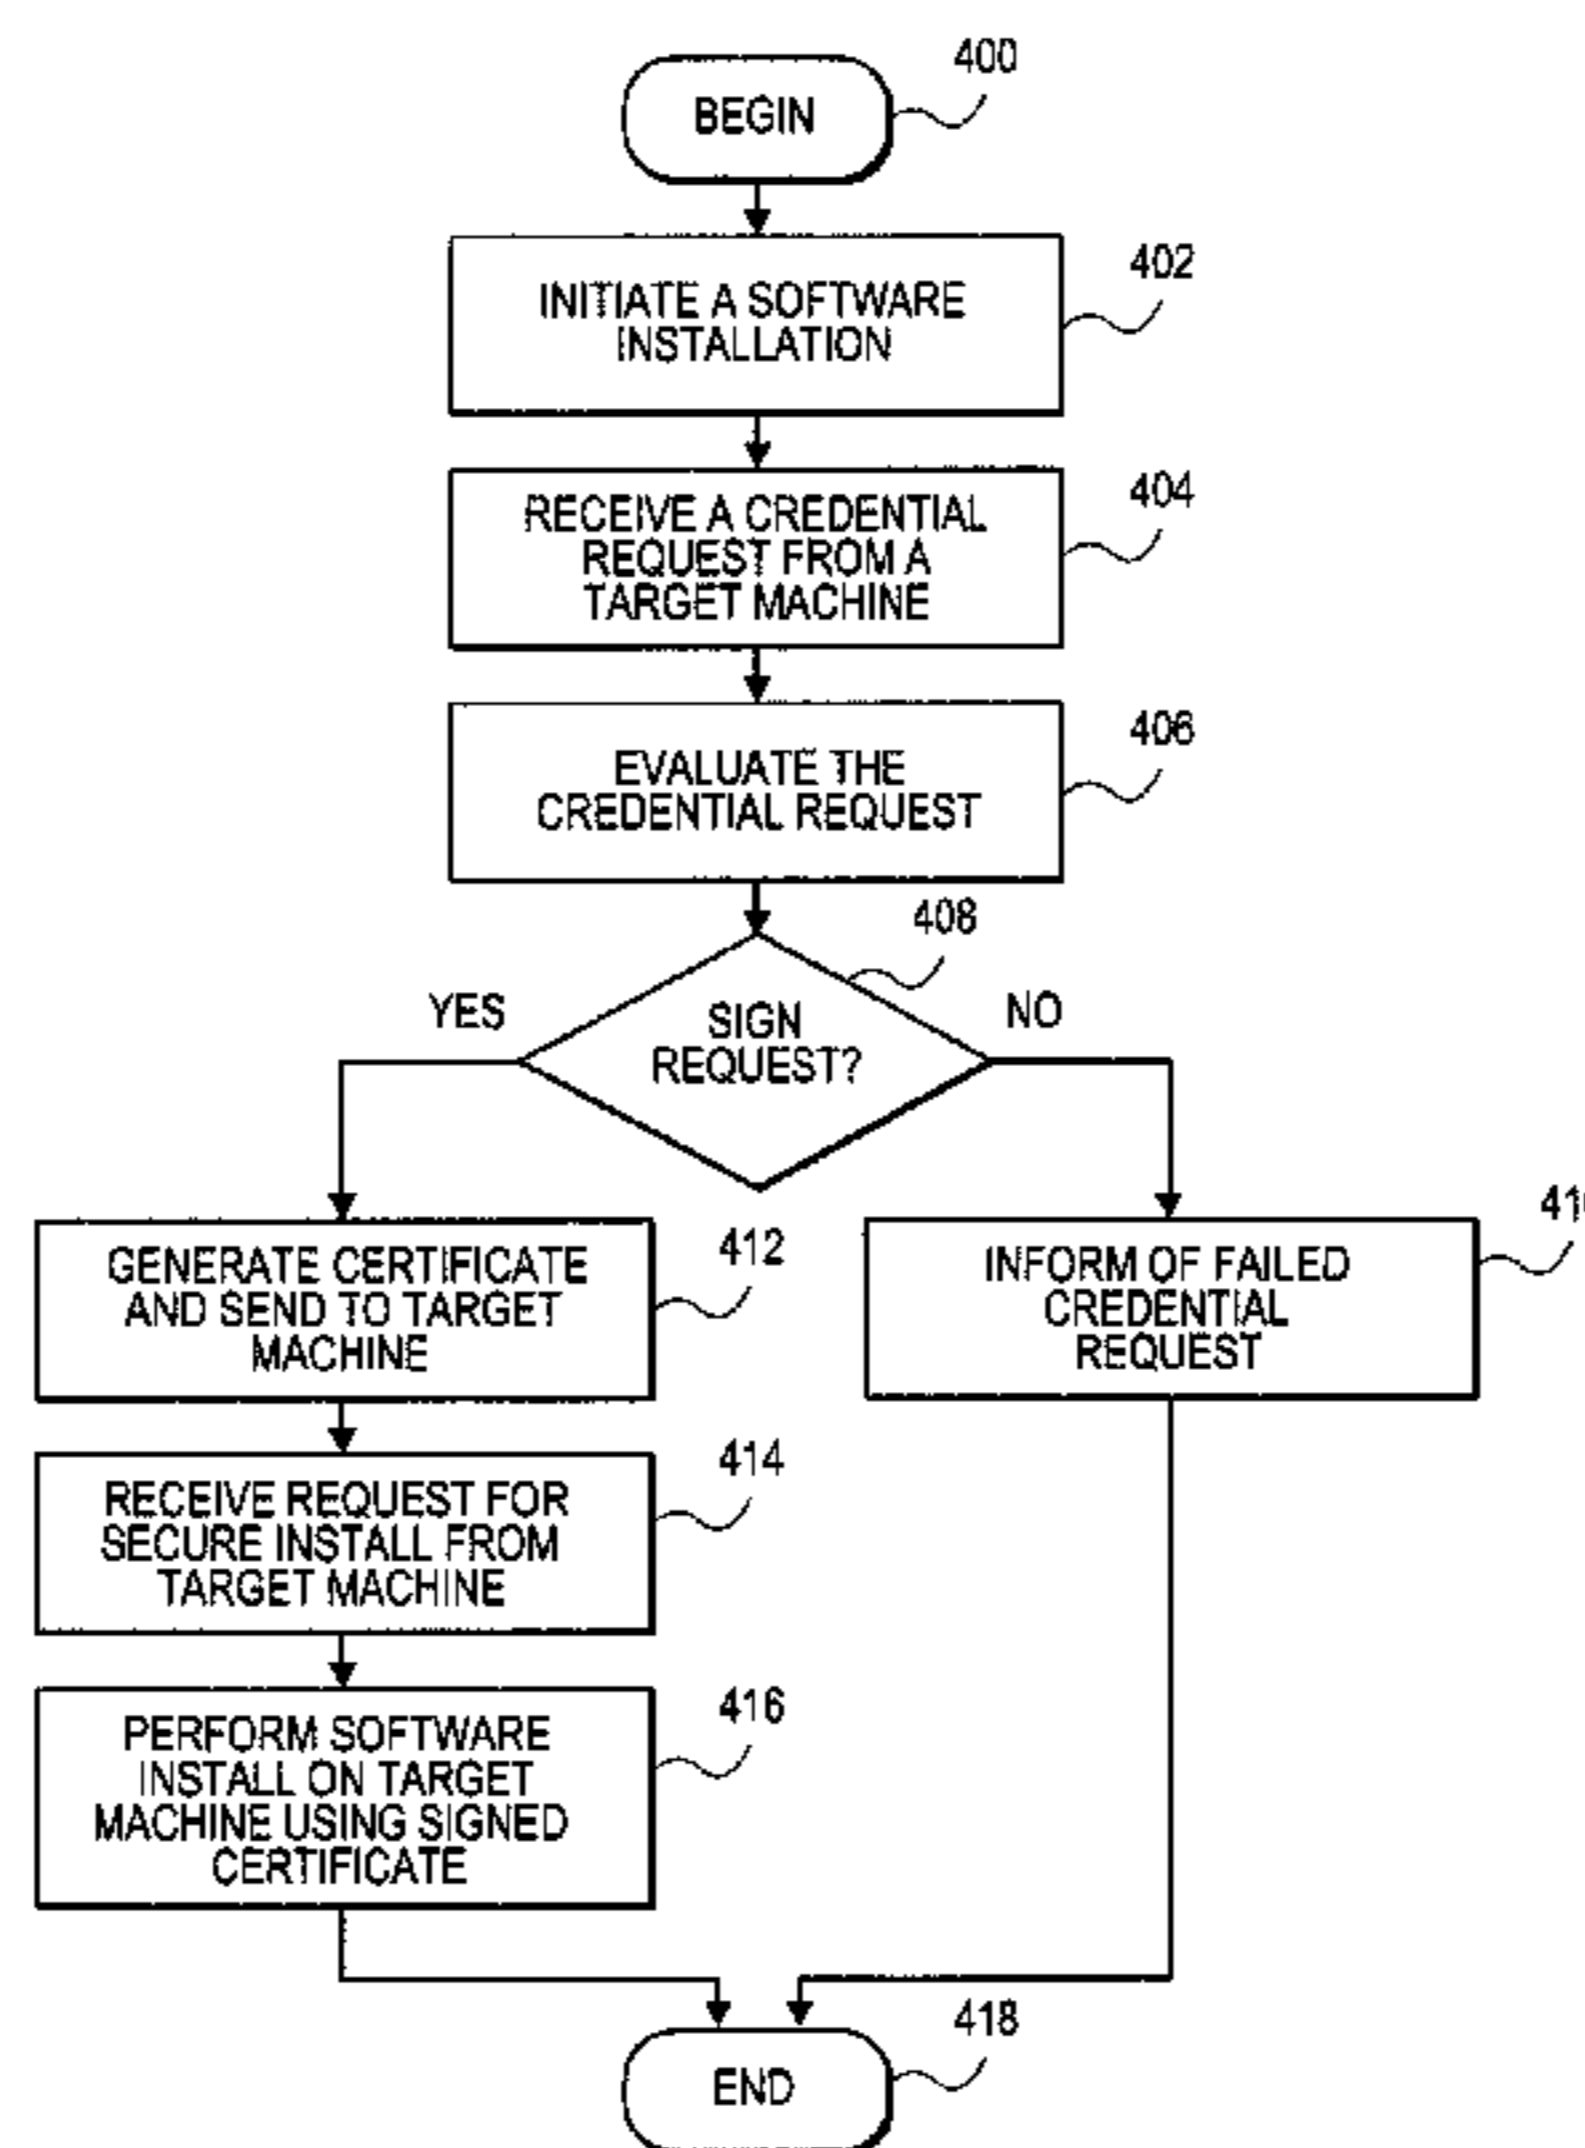 400
BEGIN
402
INITIATE A SOFTWARE
INSTALLATION
404
RECEIVE A CREDENTIAL
REQUEST FROM A
TARGET MACHINE
406
EVALUATE THE
CREDENTIAL REQUEST
408
YES
SIGN
REQUEST?
NO
412
GENERATE CERTIFICATE
AND SEND TO TARGET
MACHINE
INFORM OF FAILED
CREDENTIAL
REQUEST
414
RECEIVE REQUEST FOR
SECURE INSTALL FROM
TARGET MACHINE
416
PERFORM SOFTWARE
INSTALL ON TARGET
MACHINE USING SIGNED
CERTIFICATE
418
END